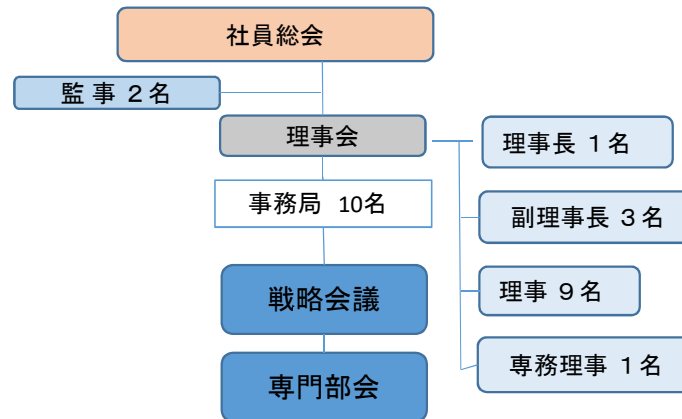 社員総会
監 事 ２名
理事会
理事長 １名
事務局 10名
副理事長 ３名
戦略会議
理事 ９名
専務理事 １名
専門部会